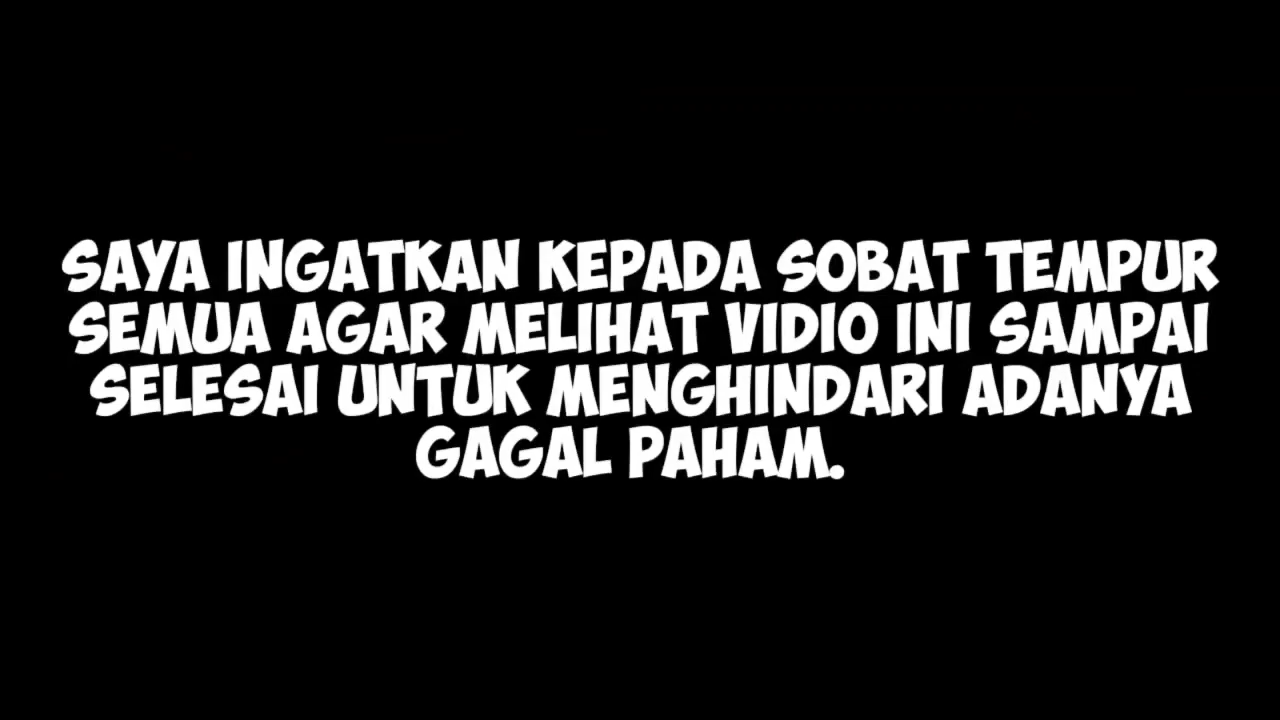 SAYA INGATKAN KEPADA SOBAT TEMPUR
SEMUA AGAR MELIHAT VIDIO INI SAMPAI
SELESAI UNTUK MENGHINDARI ADANYA
GAGAL PAHAM.